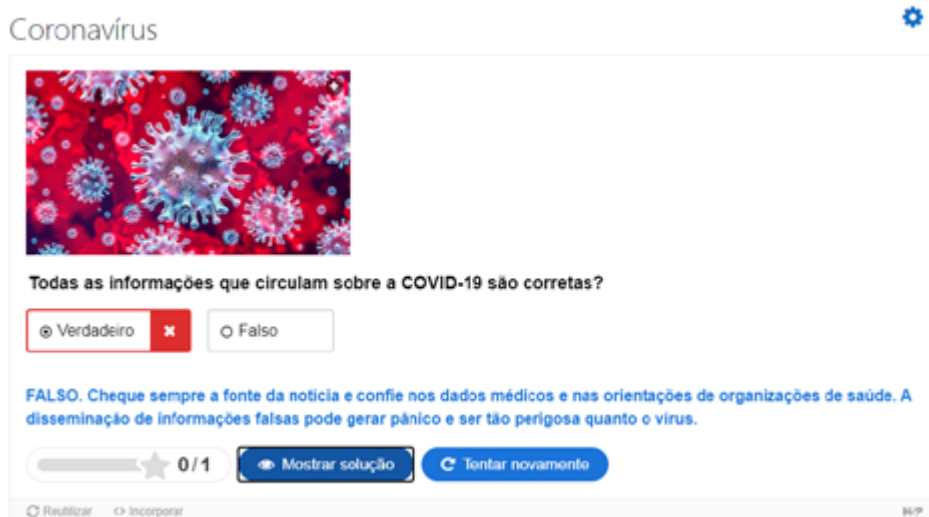 Coronavírus
Todas as informações que circulam sobre a COVID-19 são corretas?
Verdadeiro
Falso
FALSO. Cheque sempre a fonte da noticia e confie nos dados médicos e nas orientações de organizações de saúde. A
disseminação de informações falsas pode gerar pânico e ser tão perigosa quanto o vírus.
0/1
Mostrar solução
Tentar novamente
Reutilizar
<> Incorporar
H-P